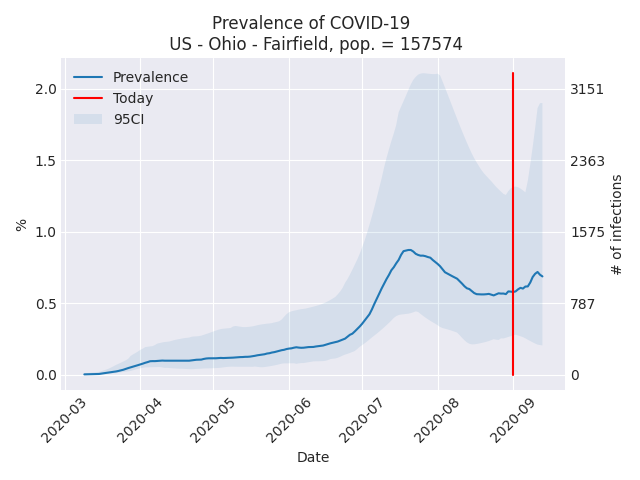 Prevalence of COVID-19
US - Ohio - Fairfield, pop. = 157574
Prevalence
Today
95CI
2.0
1.5
1.0
0.5
0.0
%
3151
2363
1575
787
0
# of infections
2020-03
2020-04
2020-05
2020-06
2020-07
2020-08
2020-09
Date